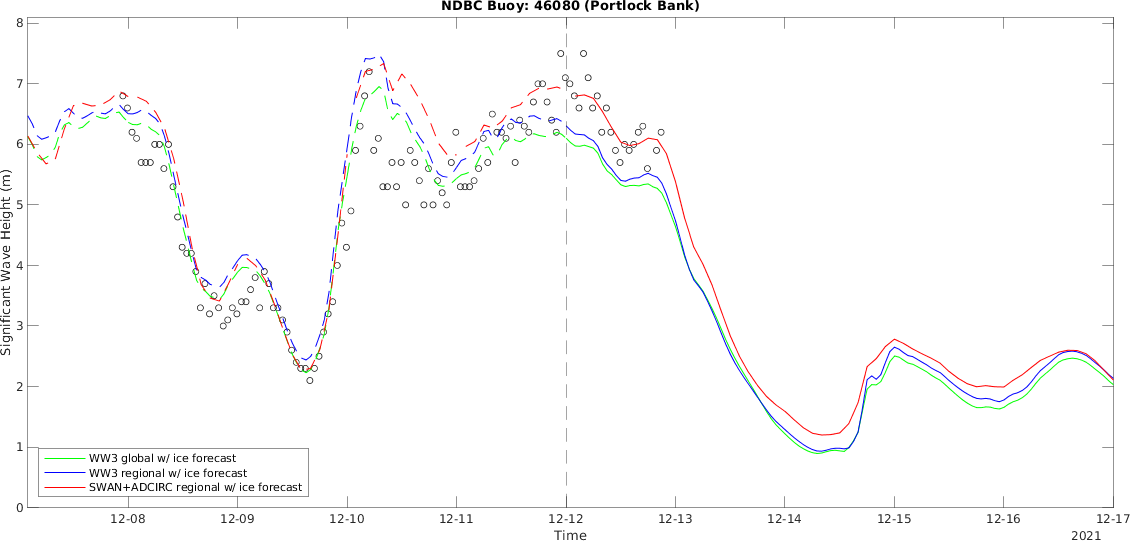 NDBC Buoy: 46080 (Portlock Bank)
8
7
6
5
4
3
2
1
0
Significant Wave Height (m)
WW3 global w/ ice forecast
WW3 regional w/ ice forecast
SWAN+ADCIRC regional w/ ice forecast
12-08 12-09 12-10 12-11 12-12 12-13 12-14 12-15 12-16 12-17
Time
2021